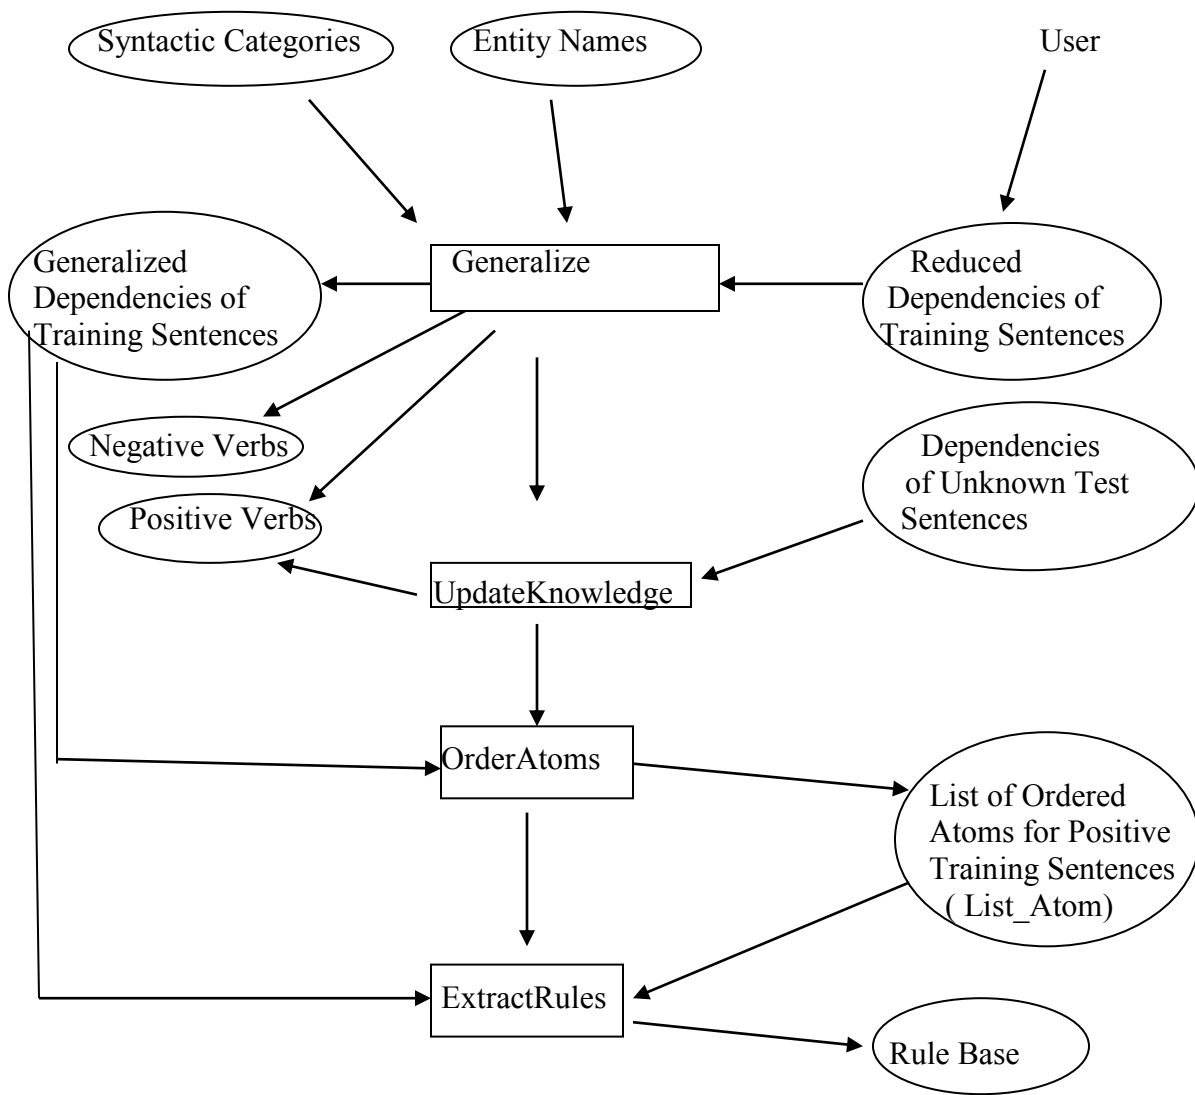 Syntactic Categories
Entity Names
User
Generalized
Dependencies of
Training Sentences
Generalize
Reduced
Dependencies of
Training Sentences
Negative Verbs
Positive Verbs
Dependencies
of Unknown Test
Sentences
UpdateKnowledge
OrderAtoms
List of Ordered
Atoms for Positive
Training Sentences
( List_Atom)
ExtractRules
Rule Base